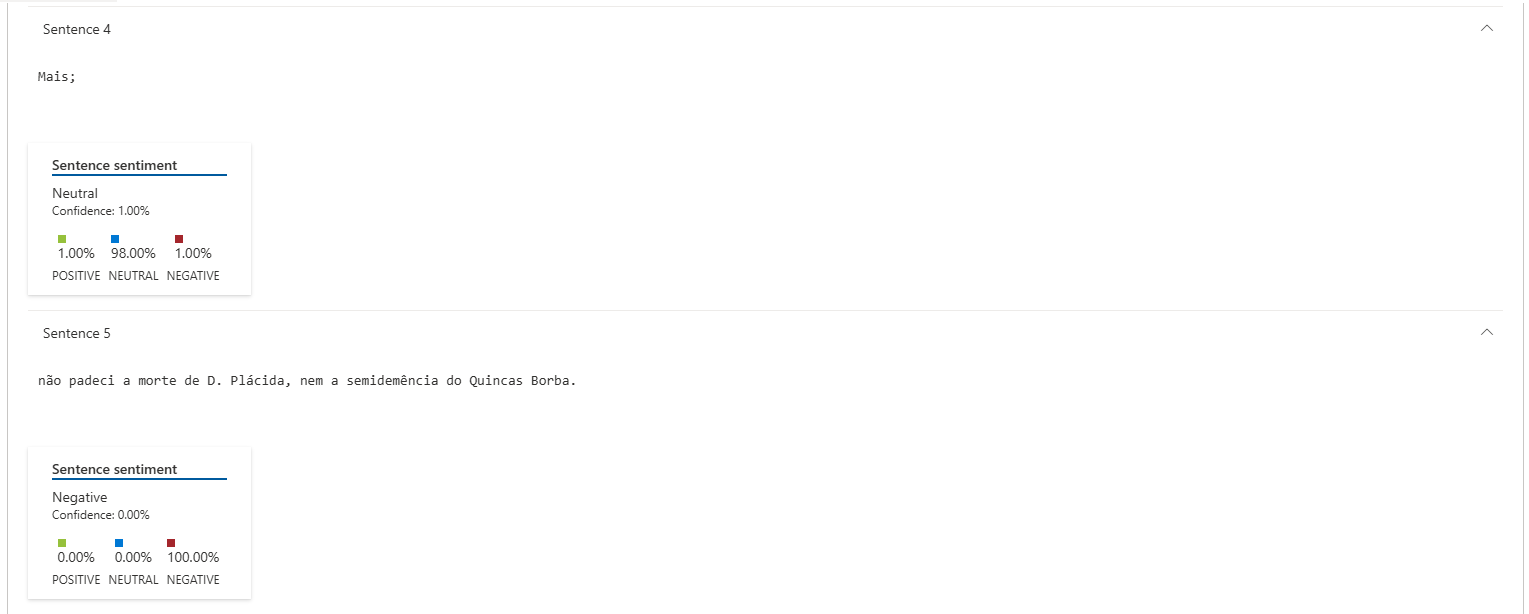 Sentence 4
Mais;
Sentence sentiment
Neutral
Confidence: 1.00%
1.00% 98.00% 1.00%
POSITIVE NEUTRAL NEGATIVE
Sentence 5
não padeci a morte de D. Plácida, nem a semidemência do Quincas Borba.
Sentence sentiment
Negative
Confidence: 0.00%
0.00% 0.00% 100.00%
POSITIVE NEUTRAL NEGATIVE